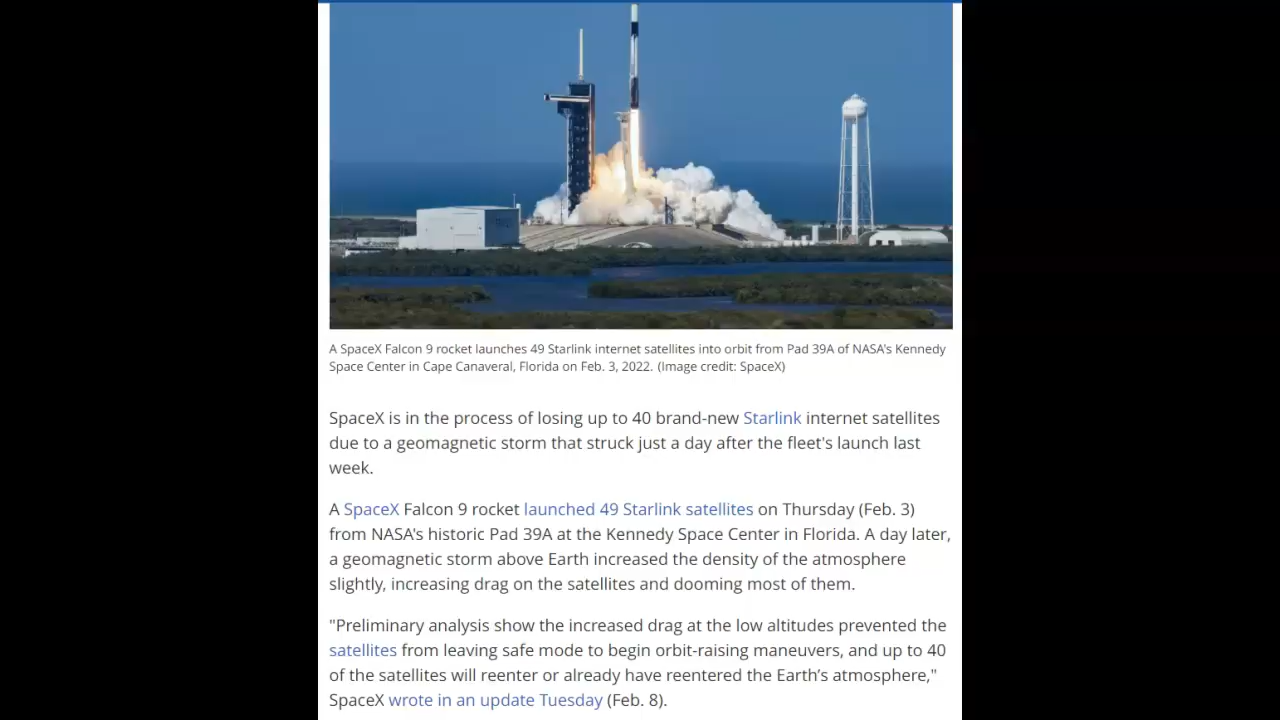 A SpaceX Falcon 9 rocket launches 49 Starlink internet satellites into orbit from Pad 39A of NASA's Kennedy
Space Center in Cape Canaveral, Florida on Feb. 3, 2022. (Image credit: SpaceX)
SpaceX is in the process of losing up to 40 brand-new Starlink internet satellites
due to a geomagnetic storm that struck just a day after the fleet's launch last
week.
A SpaceX Falcon 9 rocket launched 49 Starlink satellites on Thursday (Feb. 3)
from NASA's historic Pad 39A at the Kennedy Space Center in Florida. A day later,
a geomagnetic storm above Earth increased the density of the atmosphere
slightly, increasing drag on the satellites and dooming most of them.
"Preliminary analysis show the increased drag at the low altitudes prevented the
satellites from leaving safe mode to begin orbit-raising maneuvers, and up to 40
of the satellites will reenter or already have reentered the Earth’s atmosphere,"
SpaceX wrote in an update Tuesday (Feb. 8).